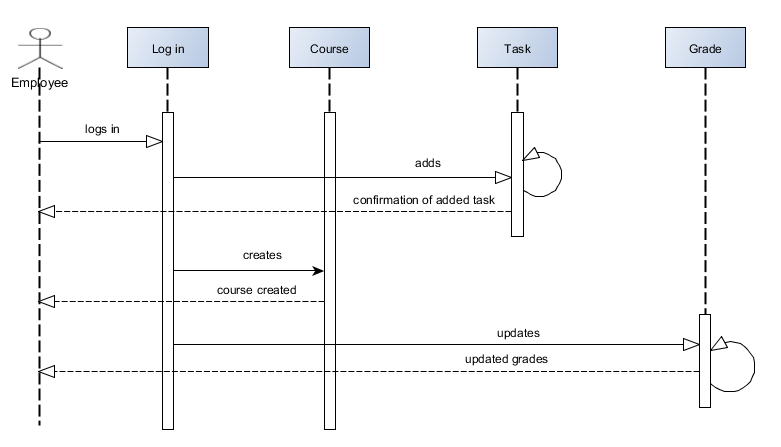 Log in
Course
Task
Grade
Employee
logs in
adds
confirmation of added task
creates
course created
updates
updated grades